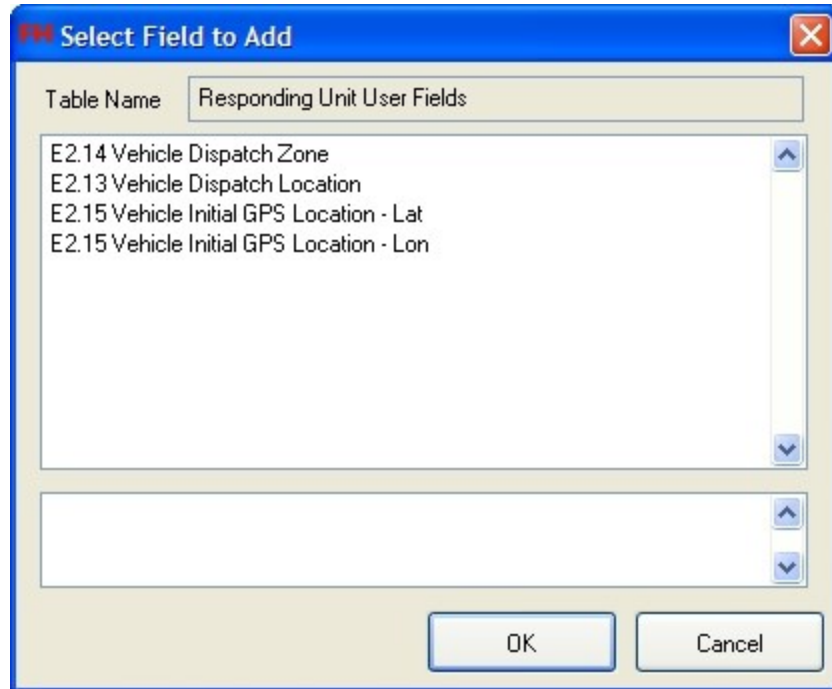 FH Select Field to Add
Table Name Responding Unit User Fields
E2.14 Vehicle Dispatch Zone
E2.13 Vehicle Dispatch Location
E2.15 Vehicle Initial GPS Location - Lat
E2.15 Vehicle Initial GPS Location - Lon
OK Cancel